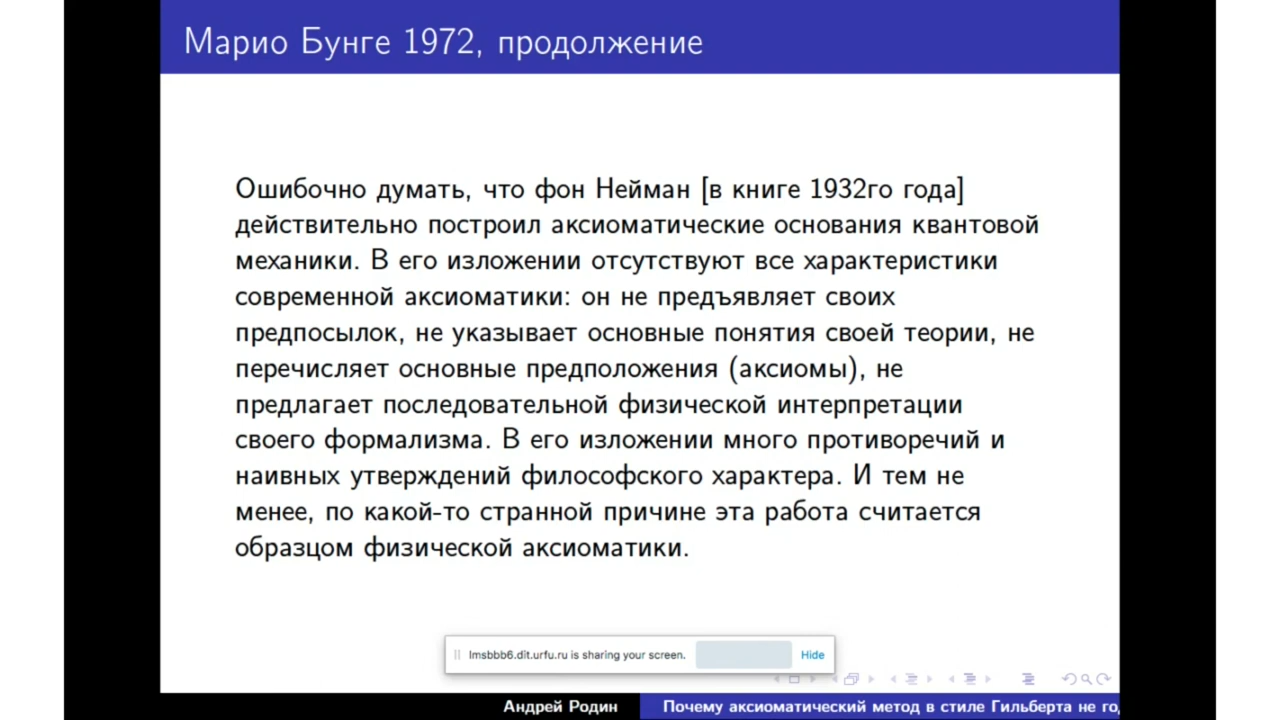 Марио Бунге 1972, продолжение
Ошибочно думать, что фон Нейман [в книге 1932го года]
действительно построил аксиоматические основания квантовой
механики. В его изложении отсутствуют все характеристики
современной аксиоматики: он не предъявляет своих
предпосылок, не указывает основные понятия своей теории, не
перечисляет основные предположения (аксиомы), не
предлагает последовательной физической интерпретации
своего формализма. В его изложении много противоречий и
наивных утверждений философского характера. И тем не
менее, по какой-то странной причине эта работа считается
образцом физической аксиоматики.
lmsbbb6.dit.urfu.ru is sharing your screen. Hide
Андрей Родин Почему аксиоматический метод в стиле Гильберта не